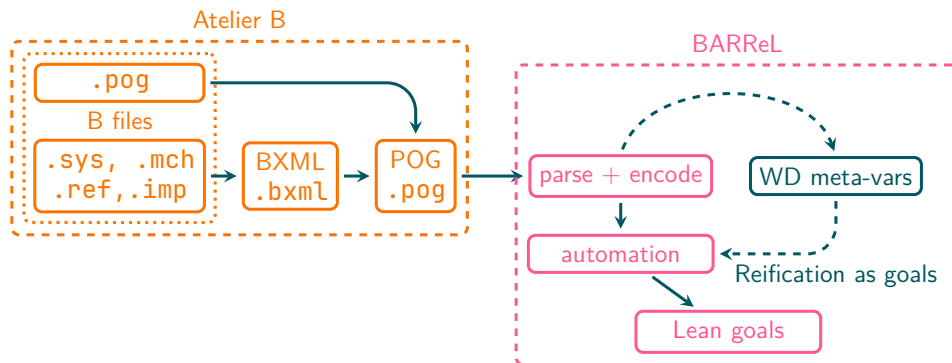 Atelier B
.pog
B files
.sys, .mch
.ref,.imp
BXML
.bxml
POG
.pog
BARReL
parse + encode
WD meta-vars
automation
Reification as goals
Lean goals